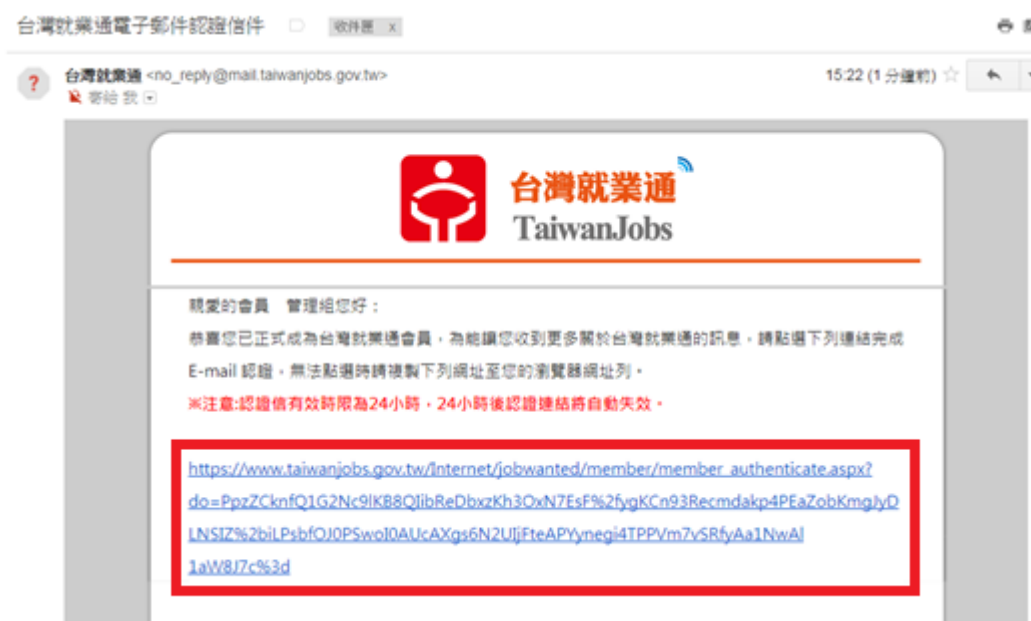 台灣就業通電子郵件認證信件 收件匣 x
台灣就業通 <no_reply@mail.taiwanjobs.gov.tw> 15:22 (1 分鐘前)
寄給 我
台灣就業通
TaiwanJobs
親愛的會員 管理組您好：
恭喜您已正式成為台灣就業通會員，為能讓您收到更多關於台灣就業通的訊息，請點選下列連結完成
E-mail 認證，無法點選時請複製下列網址至您的瀏覽器網址列。
※注意:認證信有效時限為24小時，24小時後認證連結將自動失效。
https://www.taiwanjobs.gov.tw/Internet/jobwanted/member/member_authenticate.aspx?
do=PpzZCknfQ1G2Nc9lKB8QIibReDbxzKh3OxN7EsF%2fygKCn93Recmdakp4PEaZobKmgJyD
LNSIZ%2biLPsbfOJ0PSwoI0AUcAXgs6N2UIjFteAPYynegi4TPPVm7vSRfyAa1NwAl
1aW8J7c%3d